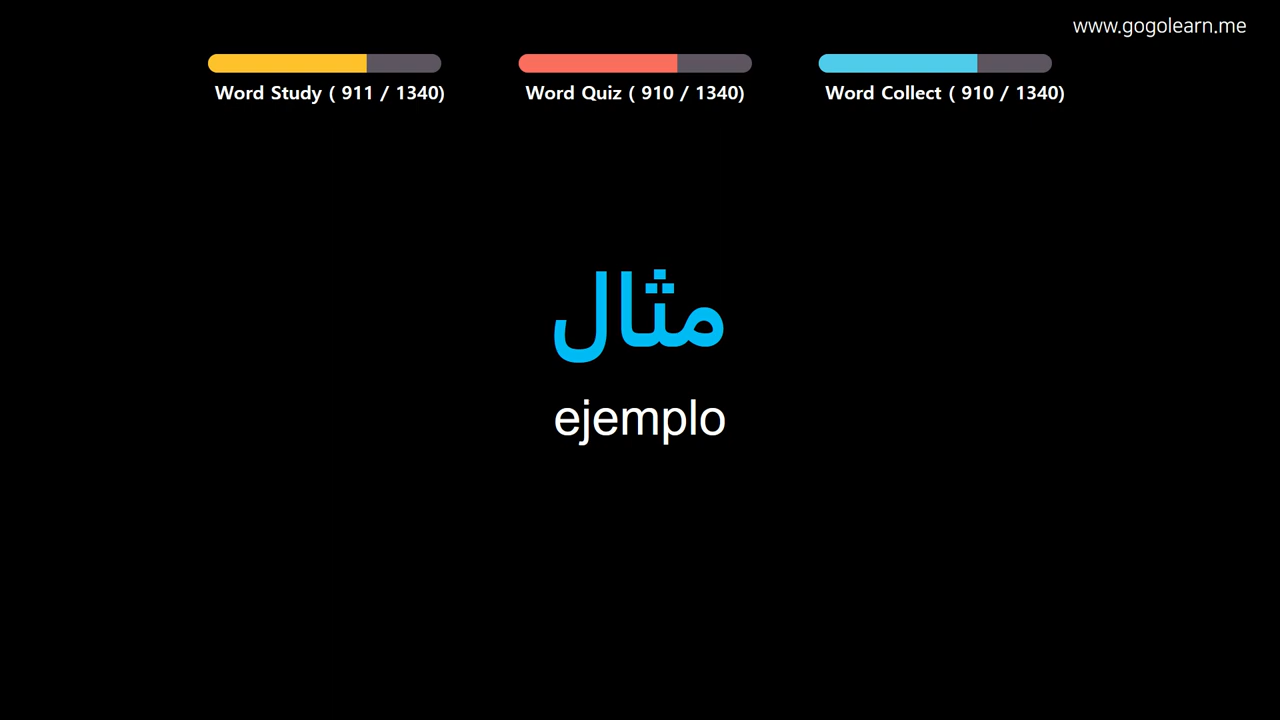 www.gogolearn.me
Word Study ( 911 / 1340)
Word Quiz ( 910 / 1340)
Word Collect ( 910 / 1340)
مثال
ejemplo